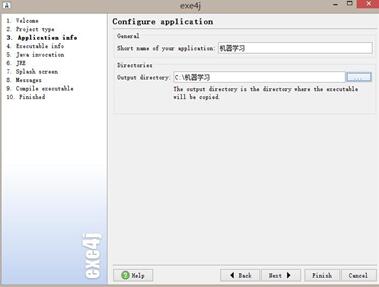 exe4j
1. Welcome
2. Project type
3. Application info
4. Executable info
5. Java invocation
6. JRE
7. Splash screen
8. Messages
9. Compile executable
10. Finished
exe4j
Configure application
General
Short name of your application: 机器学习
Directories
Output directory: C:\机器学习 ...
The output directory is the directory where the executable
will be copied.
Help Back Next Finish Cancel